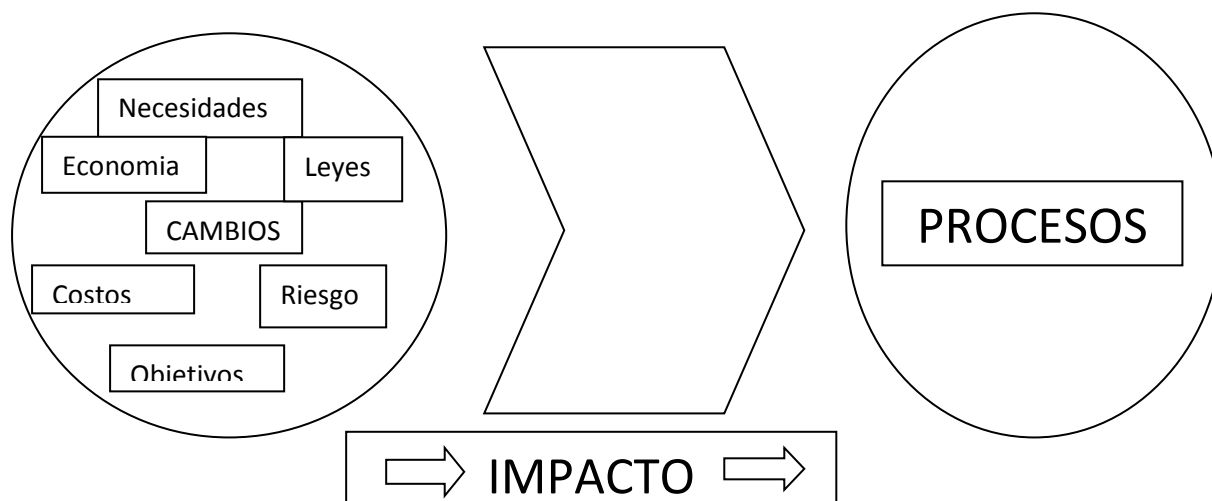 Necesidades
Economia
Leyes
CAMBIOS
Costos
Riesgo
Objetivos
PROCESOS
IMPACTO